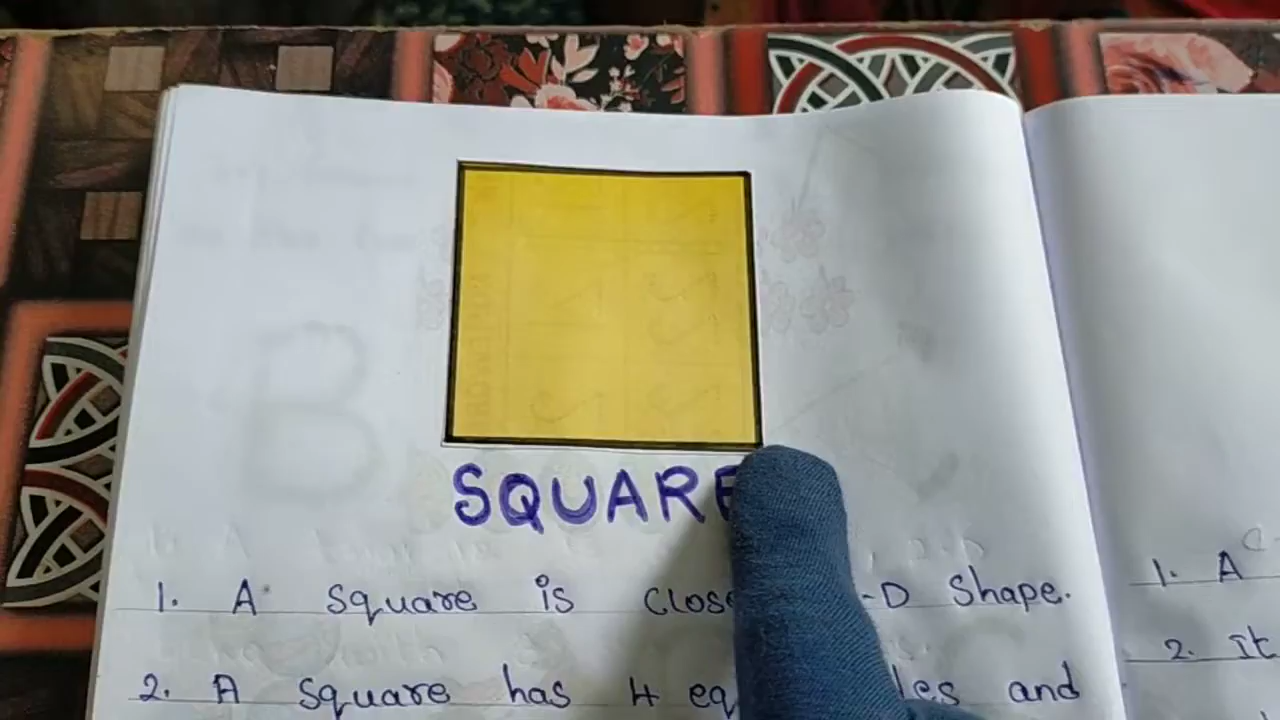 SQUARE
1. A square is close -D Shape.
2. A square has 4 eq les and
1. A
2. It